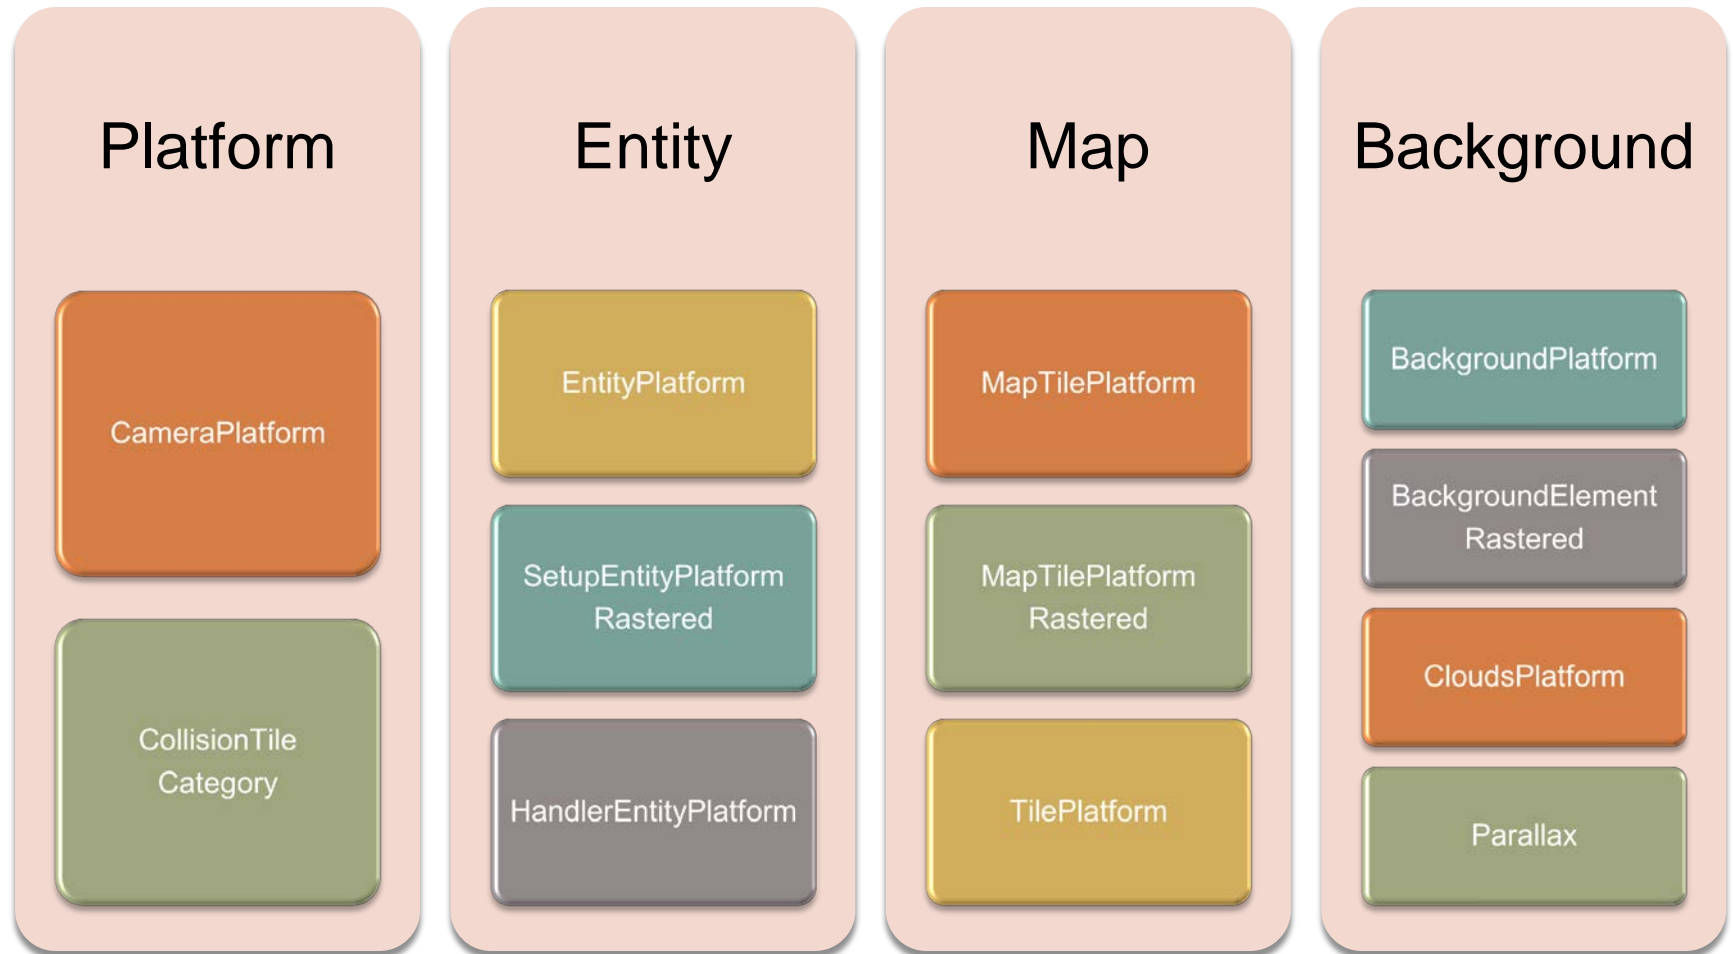 Platform
CameraPlatform
CollisionTile
Category
Entity
EntityPlatform
SetupEntityPlatform
Rastered
HandlerEntityPlatform
Map
MapTilePlatform
MapTilePlatform
Rastered
TilePlatform
Background
BackgroundPlatform
BackgroundElement
Rastered
CloudsPlatform
Parallax